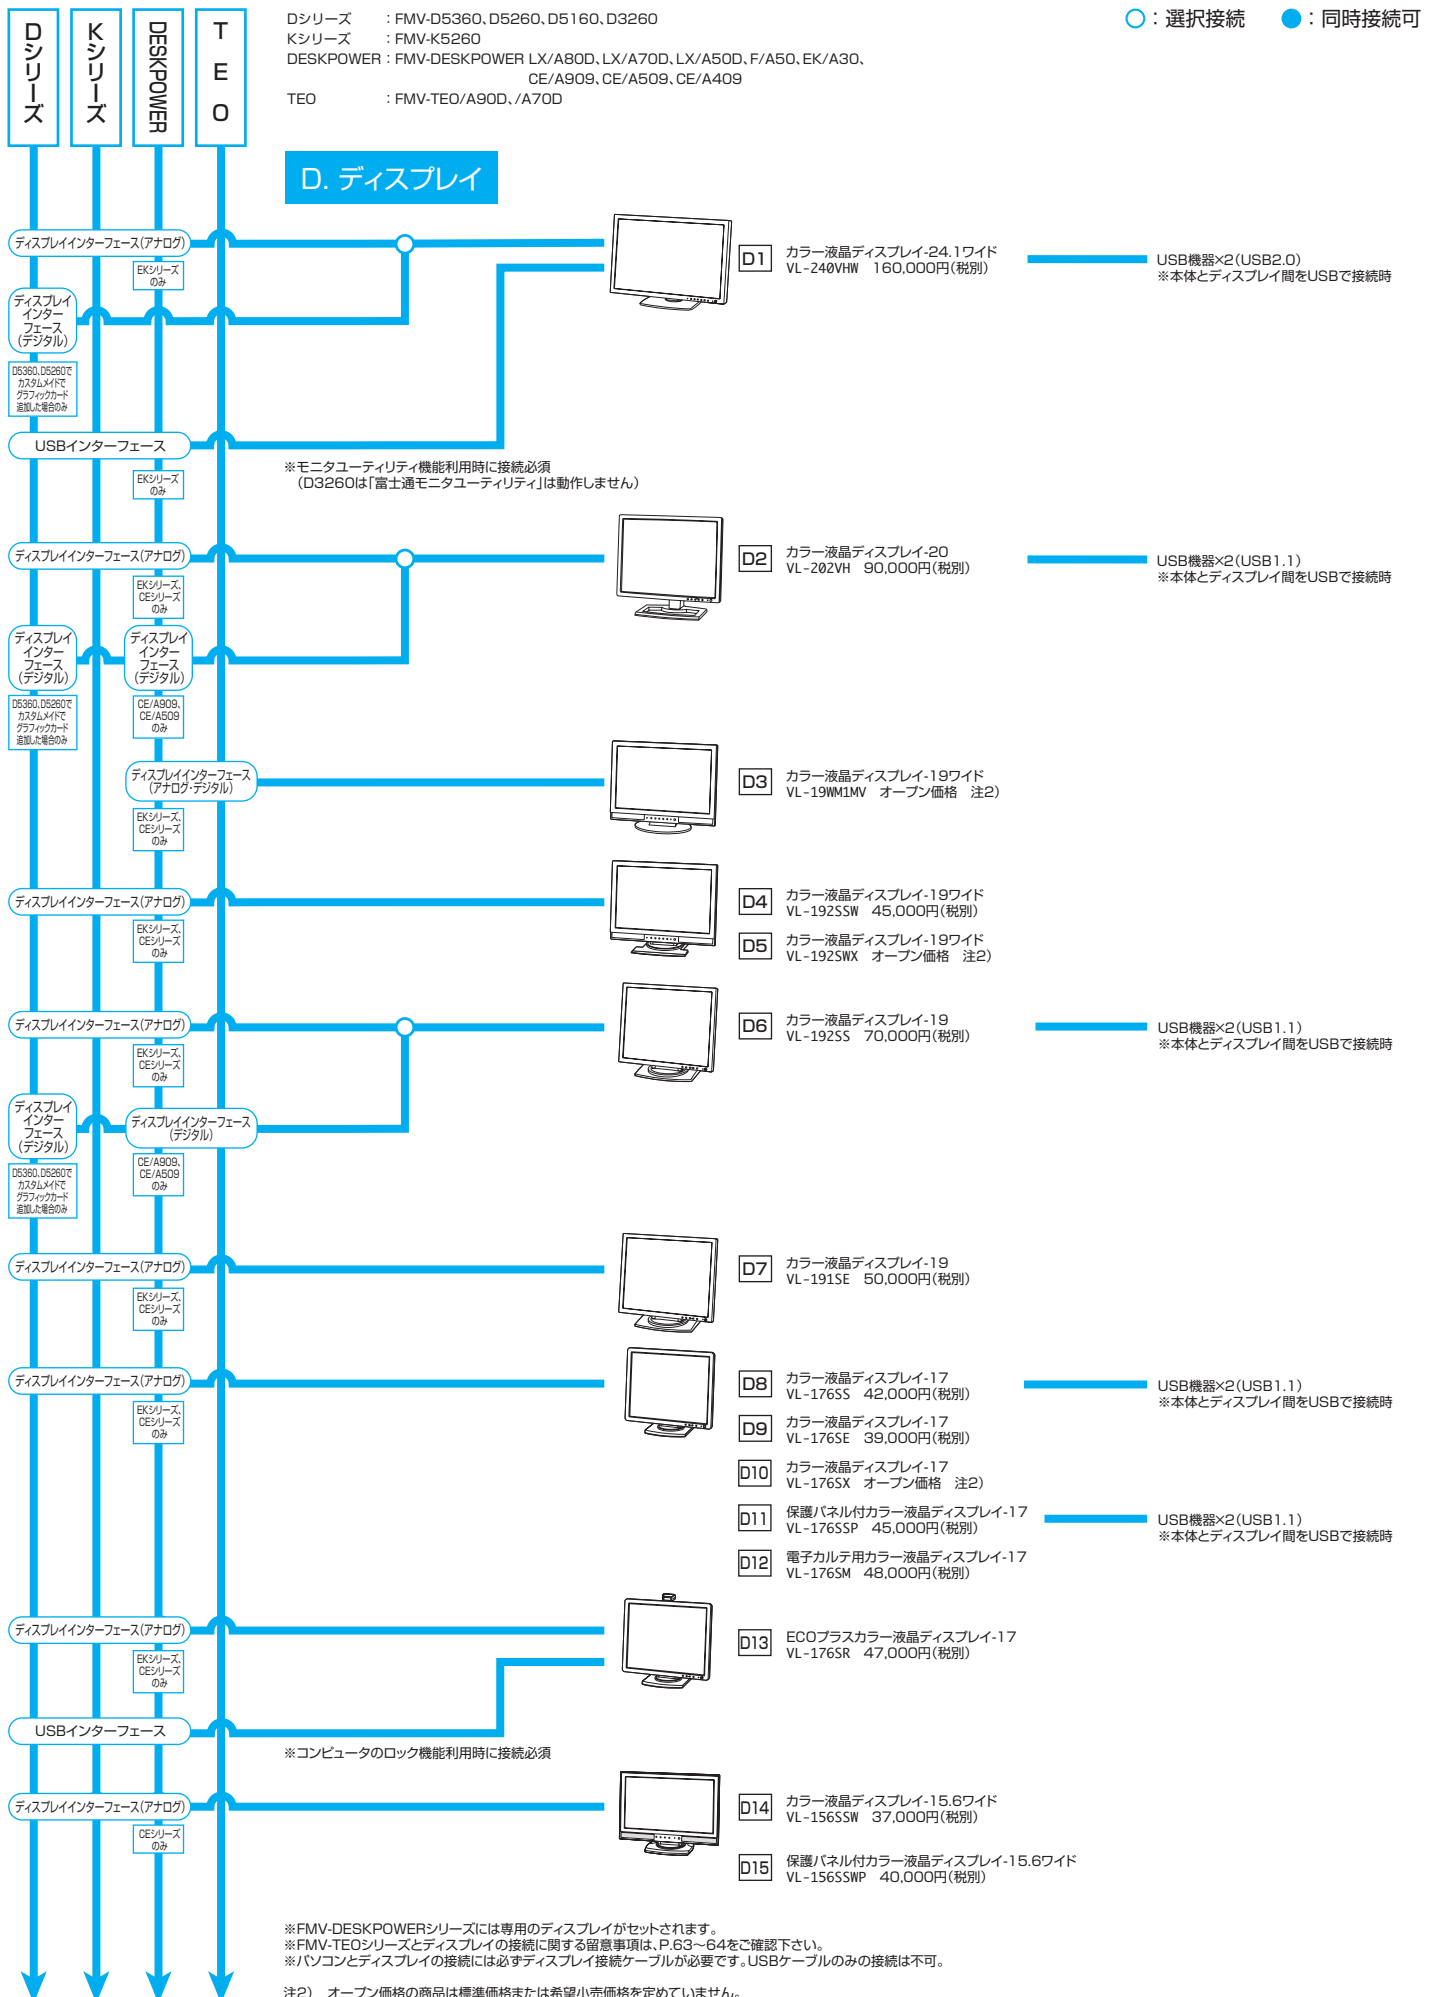 Dシリーズ
Kシリーズ
DESKPOWER
TEO
Dシリーズ ：FMV-D5360、D5260、D5160、D3260
Kシリーズ ：FMV-K5260
DESKPOWER：FMV-DESKPOWER LX/A80D、LX/A70D、LX/A50D、F/A50、EK/A30、
CE/A909、CE/A509、CE/A409
TEO ：FMV-TEO/A90D、/A70D
○：選択接続 ●：同時接続可
D. ディスプレイ
ディスプレイインターフェース(アナログ)
EKシリーズ
のみ
ディスプレイ
インター
フェース
(デジタル)
D5360、D5260で
カスタムメイドで
グラフィックカード
追加した場合のみ
USBインターフェース
EKシリーズ
のみ
※モニタユーティリティ機能利用時に接続必須
(D3260は「富士通モニタユーティリティ」は動作しません)
D1 カラー液晶ディスプレイ-24.1ワイド
VL-240VHW 160,000円(税別)
USB機器×2(USB2.0)
※本体とディスプレイ間をUSBで接続時
ディスプレイインターフェース(アナログ)
EKシリーズ、
CEシリーズ
のみ
ディスプレイ
インター
フェース
(デジタル)
D5360、D5260で
カスタムメイドで
グラフィックカード
追加した場合のみ
ディスプレイ
インター
フェース
(デジタル)
CE/A909、
CE/A509
のみ
D2 カラー液晶ディスプレイ-20
VL-202VH 90,000円(税別)
USB機器×2(USB1.1)
※本体とディスプレイ間をUSBで接続時
ディスプレイインターフェース
(アナログ・デジタル)
EKシリーズ、
CEシリーズ
のみ
D3 カラー液晶ディスプレイ-19ワイド
VL-19WM1MV オープン価格 注2)
ディスプレイインターフェース(アナログ)
EKシリーズ、
CEシリーズ
のみ
D4 カラー液晶ディスプレイ-19ワイド
VL-192SSW 45,000円(税別)
D5 カラー液晶ディスプレイ-19ワイド
VL-192SWX オープン価格 注2)
ディスプレイインターフェース(アナログ)
EKシリーズ、
CEシリーズ
のみ
ディスプレイ
インター
フェース
(デジタル)
D5360、D5260で
カスタムメイドで
グラフィックカード
追加した場合のみ
ディスプレイインターフェース
(デジタル)
CE/A909、
CE/A509
のみ
D6 カラー液晶ディスプレイ-19
VL-192SS 70,000円(税別)
USB機器×2(USB1.1)
※本体とディスプレイ間をUSBで接続時
ディスプレイインターフェース(アナログ)
EKシリーズ、
CEシリーズ
のみ
D7 カラー液晶ディスプレイ-19
VL-191SE 50,000円(税別)
ディスプレイインターフェース(アナログ)
EKシリーズ、
CEシリーズ
のみ
D8 カラー液晶ディスプレイ-17
VL-176SS 42,000円(税別)
USB機器×2(USB1.1)
※本体とディスプレイ間をUSBで接続時
D9 カラー液晶ディスプレイ-17
VL-176SE 39,000円(税別)
D10 カラー液晶ディスプレイ-17
VL-176SX オープン価格 注2)
D11 保護パネル付カラー液晶ディスプレイ-17
VL-176SSP 45,000円(税別)
USB機器×2(USB1.1)
※本体とディスプレイ間をUSBで接続時
D12 電子カルテ用カラー液晶ディスプレイ-17
VL-176SM 48,000円(税別)
ディスプレイインターフェース(アナログ)
EKシリーズ、
CEシリーズ
のみ
D13 ECOプラスカラー液晶ディスプレイ-17
VL-176SR 47,000円(税別)
USBインターフェース
※コンピュータのロック機能利用時に接続必須
ディスプレイインターフェース(アナログ)
CEシリーズ
のみ
D14 カラー液晶ディスプレイ-15.6ワイド
VL-156SSW 37,000円(税別)
D15 保護パネル付カラー液晶ディスプレイ-15.6ワイド
VL-156SSWP 40,000円(税別)
※FMV-DESKPOWERシリーズには専用のディスプレイがセットされます。
※FMV-TEOシリーズとディスプレイの接続に関する留意事項は、P.63～64をご確認下さい。
※パソコンとディスプレイの接続には必ずディスプレイ接続ケーブルが必要です。USBケーブルのみの接続は不可。
注2) オープン価格の商品は標準価格または希望小売価格を定めていません。